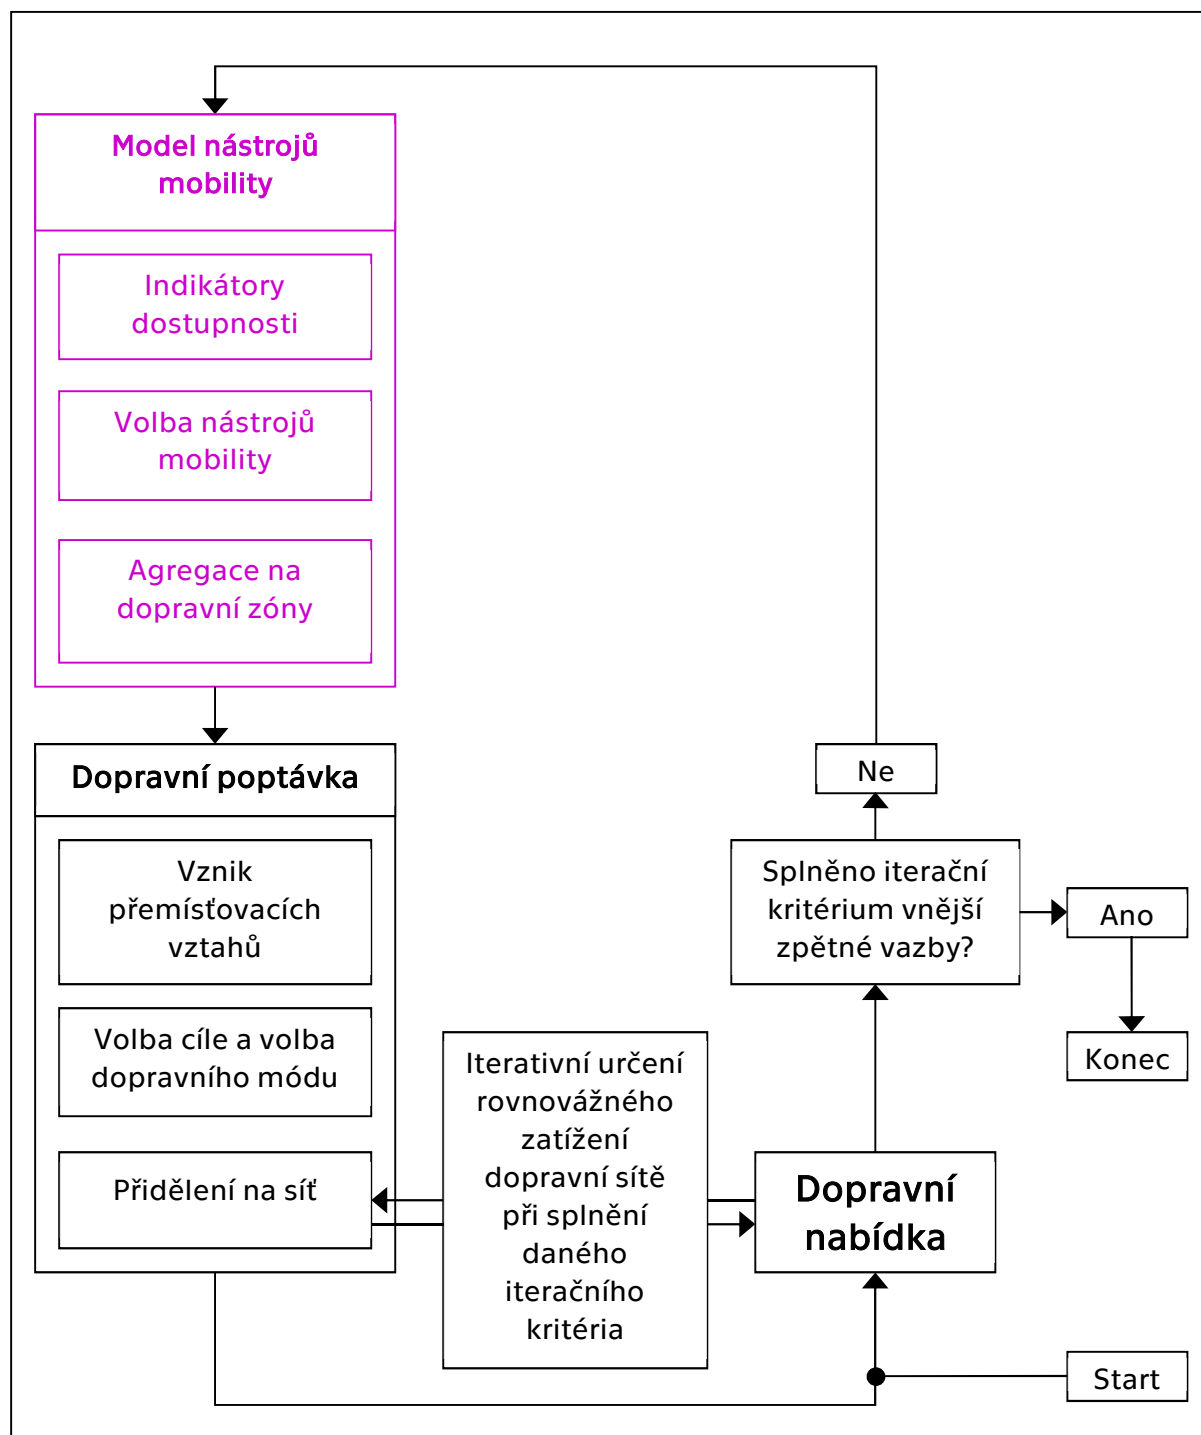 Model nástrojů
mobility
Indikátory
dostupnosti
Volba nástrojů
mobility
Agregace na
dopravní zóny
Dopravní poptávka
Vznik
přemísťovacích
vztahů
Volba cíle a volba
dopravního módu
Přidělení na síť
Iterativní určení
rovnovážného
zatížení
dopravní sítě
při splnění
daného
iteračního
kritéria
Ne
Splněno iterační
kritérium vnější
zpětné vazby?
Ano
Konec
Dopravní
nabídka
Start